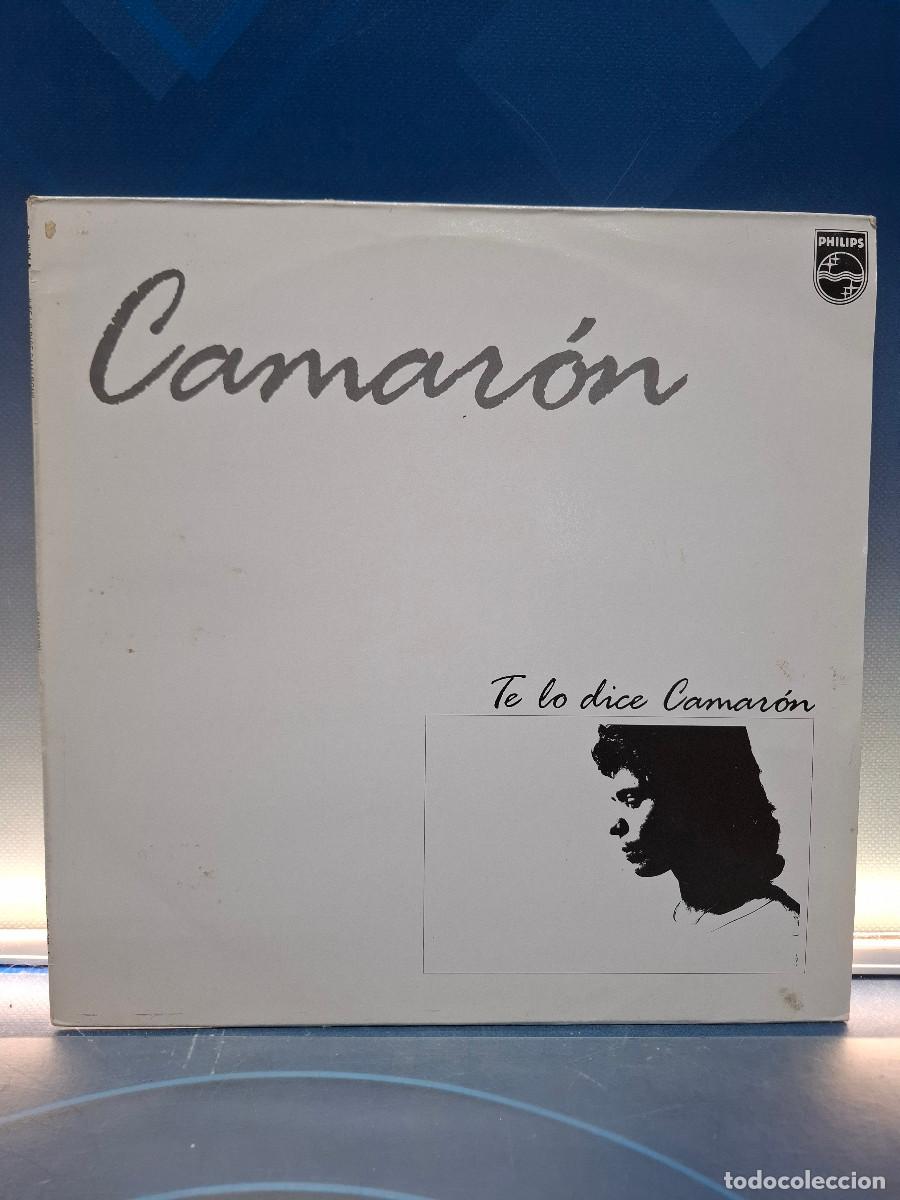 PHILIPS
Camarón
Te lo dice Camarón
todocoleccion